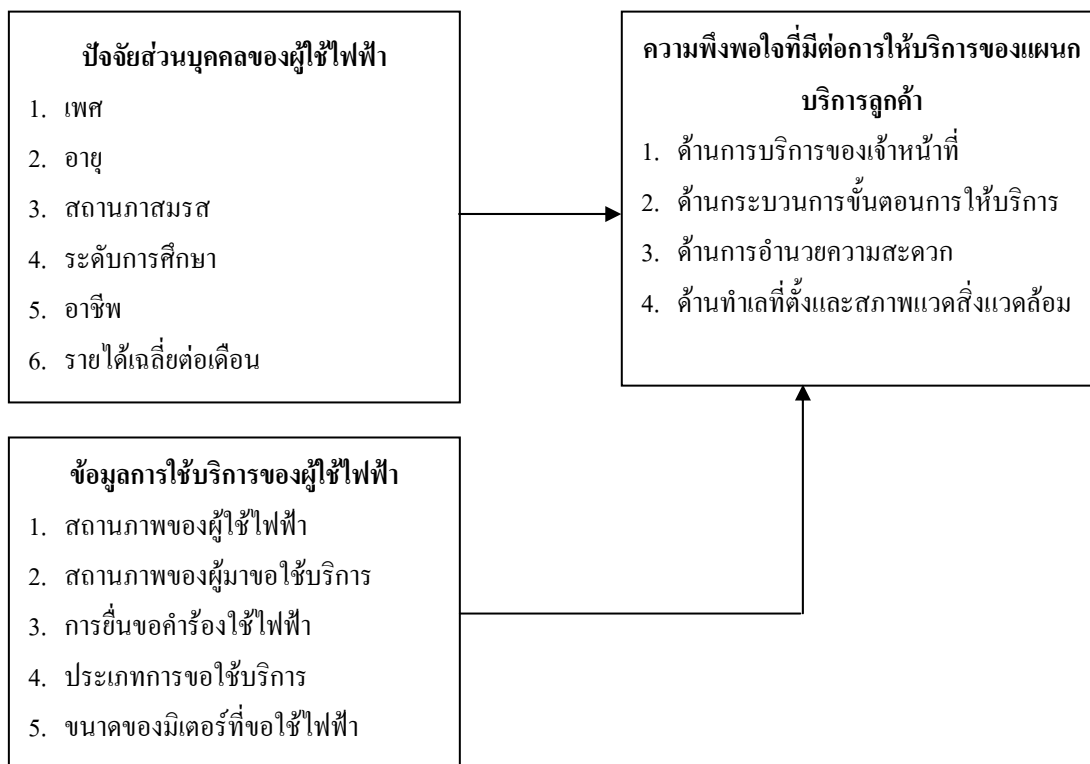 ปัจจัยส่วนบุคคลของผู้ใช้ไฟฟ้า
1. เพศ
2. อายุ
3. สถานภาสมรส
4. ระดับการศึกษา
5. อาชีพ
6. รายได้เฉลี่ยต่อเดือน
ความพึงพอใจที่มีต่อการให้บริการของแผนก
บริการลูกค้า
1. ด้านการบริการของเจ้าหน้าที่
2. ด้านกระบวนการขั้นตอนการให้บริการ
3. ด้านการอำนวยความสะดวก
4. ด้านทำเลที่ตั้งและสภาพแวดสิ่งแวดล้อม
ข้อมูลการใช้บริการของผู้ใช้ไฟฟ้า
1. สถานภาพของผู้ใช้ไฟฟ้า
2. สถานภาพของผู้มาขอใช้บริการ
3. การยื่นขอคำร้องใช้ไฟฟ้า
4. ประเภทการขอใช้บริการ
5. ขนาดของมิเตอร์ที่ขอใช้ไฟฟ้า